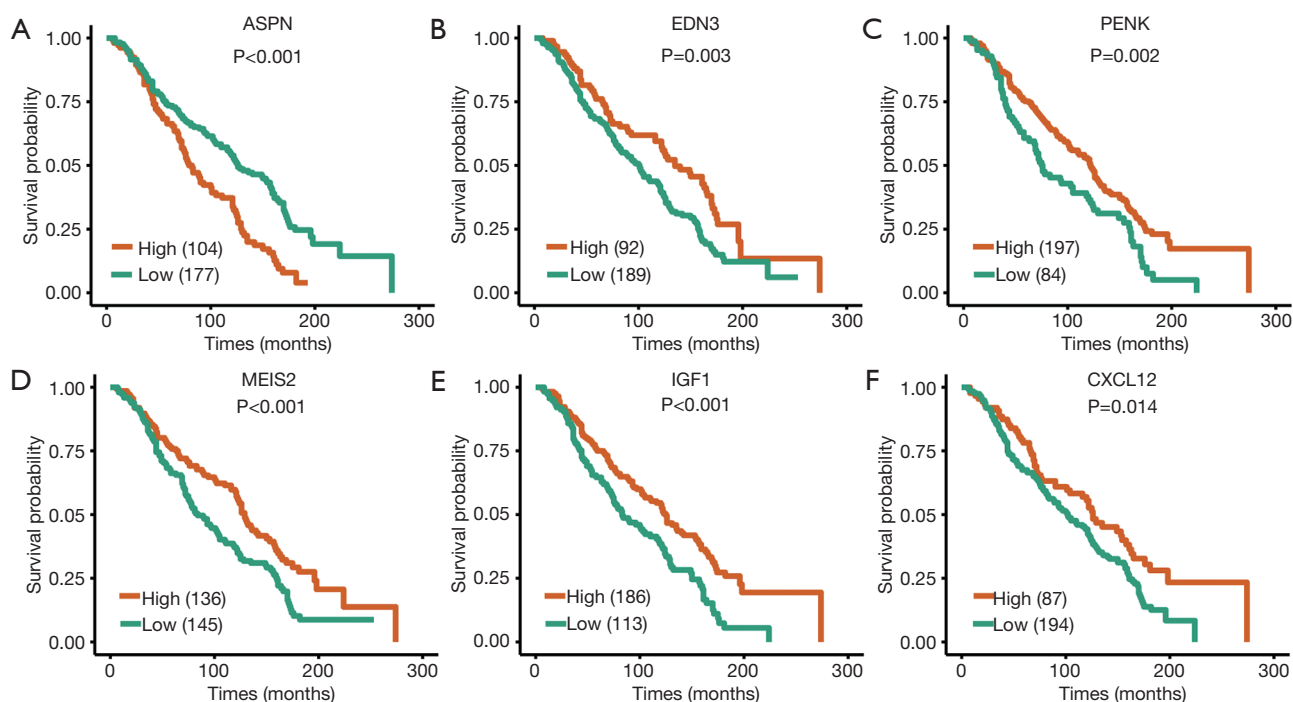 A
ASPN
P<0.001
Survival probability
1.00
0.75
0.05
0.25
0.00
High (104)
Low (177)
0
100
200
300
Times (months)
B
EDN3
P=0.003
Survival probability
1.00
0.75
0.05
0.25
0.00
High (92)
Low (189)
0
100
200
300
Times (months)
C
PENK
P=0.002
Survival probability
1.00
0.75
0.05
0.25
0.00
High (197)
Low (84)
0
100
200
300
Times (months)
D
MEIS2
P<0.001
Survival probability
1.00
0.75
0.05
0.25
0.00
High (136)
Low (145)
0
100
200
300
Times (months)
E
IGF1
P<0.001
Survival probability
1.00
0.75
0.05
0.25
0.00
High (186)
Low (113)
0
100
200
300
Times (months)
F
CXCL12
P=0.014
Survival probability
1.00
0.75
0.05
0.25
0.00
High (87)
Low (194)
0
100
200
300
Times (months)